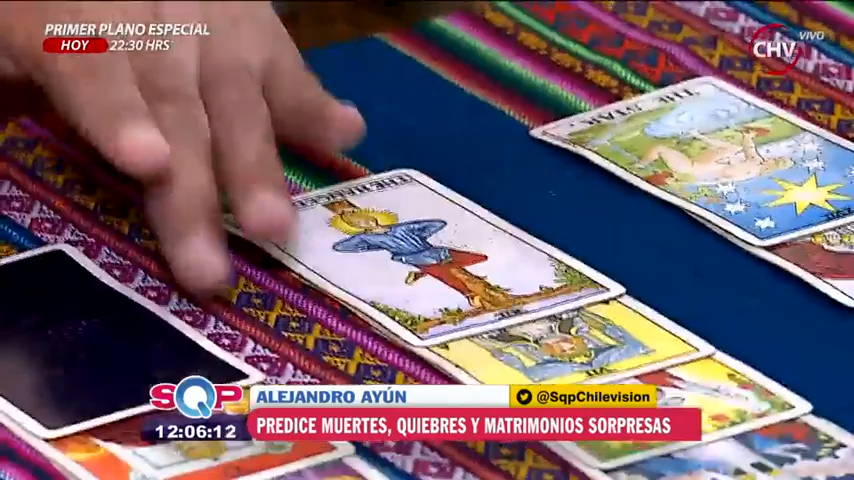 PRIMER PLANO ESPECIAL
HOY 22:30 HRS
CHV
VIVO
THE STAR.
XII
SQP
ALEJANDRO AYÚN
@SqpChilevision
12:06:12
PREDICE MUERTES, QUIEBRES Y MATRIMONIOS SORPRESAS